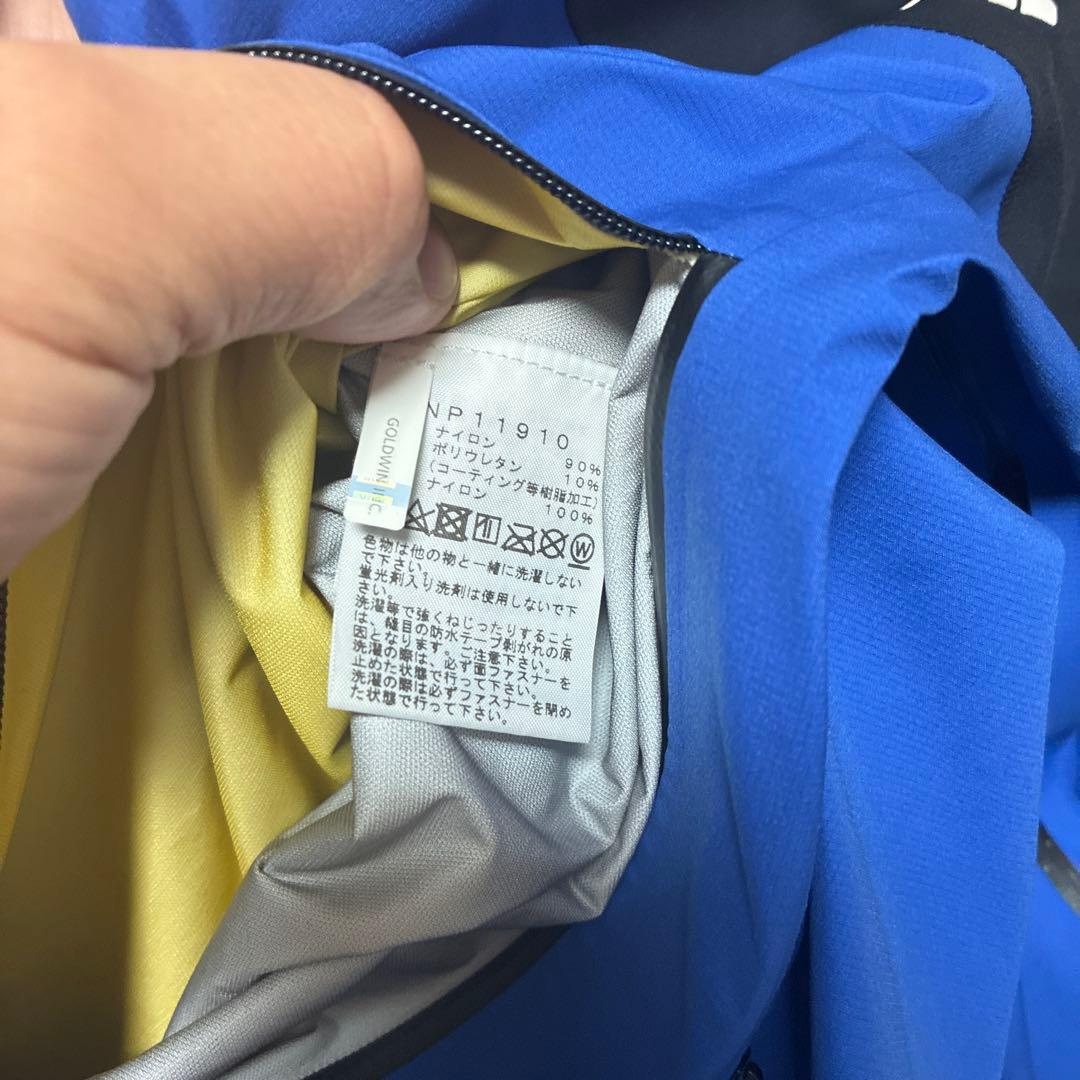 NP11910
ナイロン 90%
ポリウレタン 10%
(コーティング等樹脂加工)
ナイロン 100%
GOLDWIN INC.
W
色物は他の物と一緒に洗濯しない
で下さい。
蛍光剤入り洗剤は使用しないで下
さい。
洗濯等で強くねじったりすること
は、縫目の防水テープ剥がれの原
因となります。ご注意下さい。
洗濯の際は、必ず面ファスナーを
止めた状態で行って下さい。
洗濯の際は必ずファスナーを閉め
た状態で行って下さい。